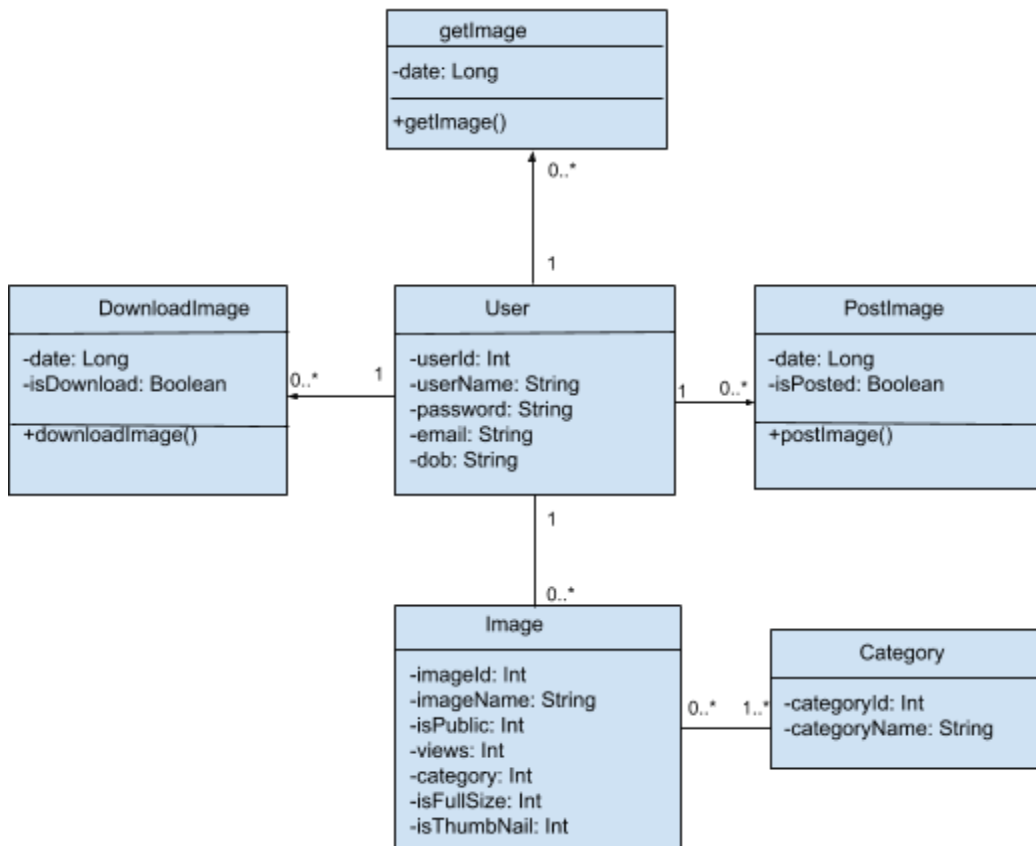 getImage
-date: Long
+getImage()
0..*
1
DownloadImage
-date: Long
-isDownload: Boolean
+downloadImage()
0..*
1
User
-userId: Int
-userName: String
-password: String
-email: String
-dob: String
1
0..*
PostImage
-date: Long
-isPosted: Boolean
+postImage()
1
0..*
Image
-imageId: Int
-imageName: String
-isPublic: Int
-views: Int
-category: Int
-isFullSize: Int
-isThumbNail: Int
0..*
1..*
Category
-categoryId: Int
-categoryName: String